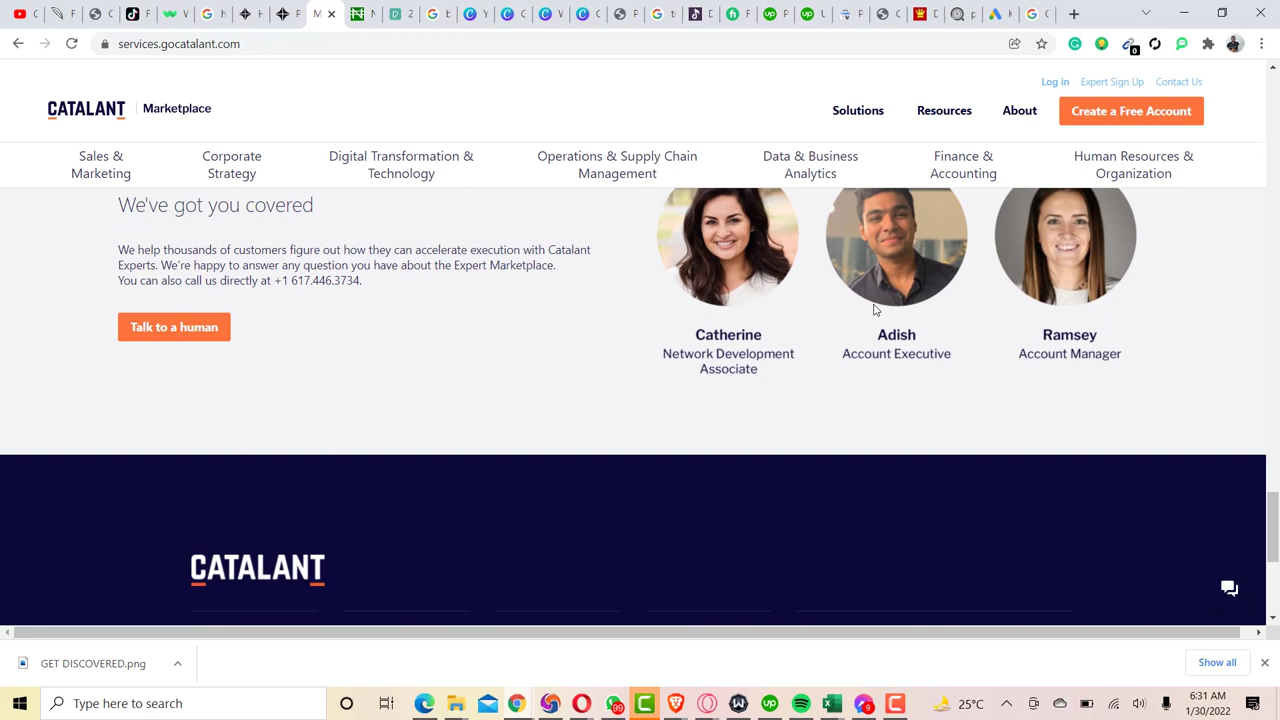 services.gocatalant.com
0
Log in
Expert Sign Up
Contact Us
CATALANT
Marketplace
Solutions
Resources
About
Create a Free Account
Sales &
Marketing
Corporate
Strategy
Digital Transformation &
Technology
Operations & Supply Chain
Management
Data & Business
Analytics
Finance &
Accounting
Human Resources &
Organization
We've got you covered
We help thousands of customers figure out how they can accelerate execution with Catalant
Experts. We're happy to answer any question you have about the Expert Marketplace.
You can also call us directly at +1 617.446.3734.
Talk to a human
Catherine
Network Development
Associate
Adish
Account Executive
Ramsey
Account Manager
CATALANT
GET DISCOVERED.png
Show all
Type here to search
99
9
25°C
6:31 AM
1/30/2022